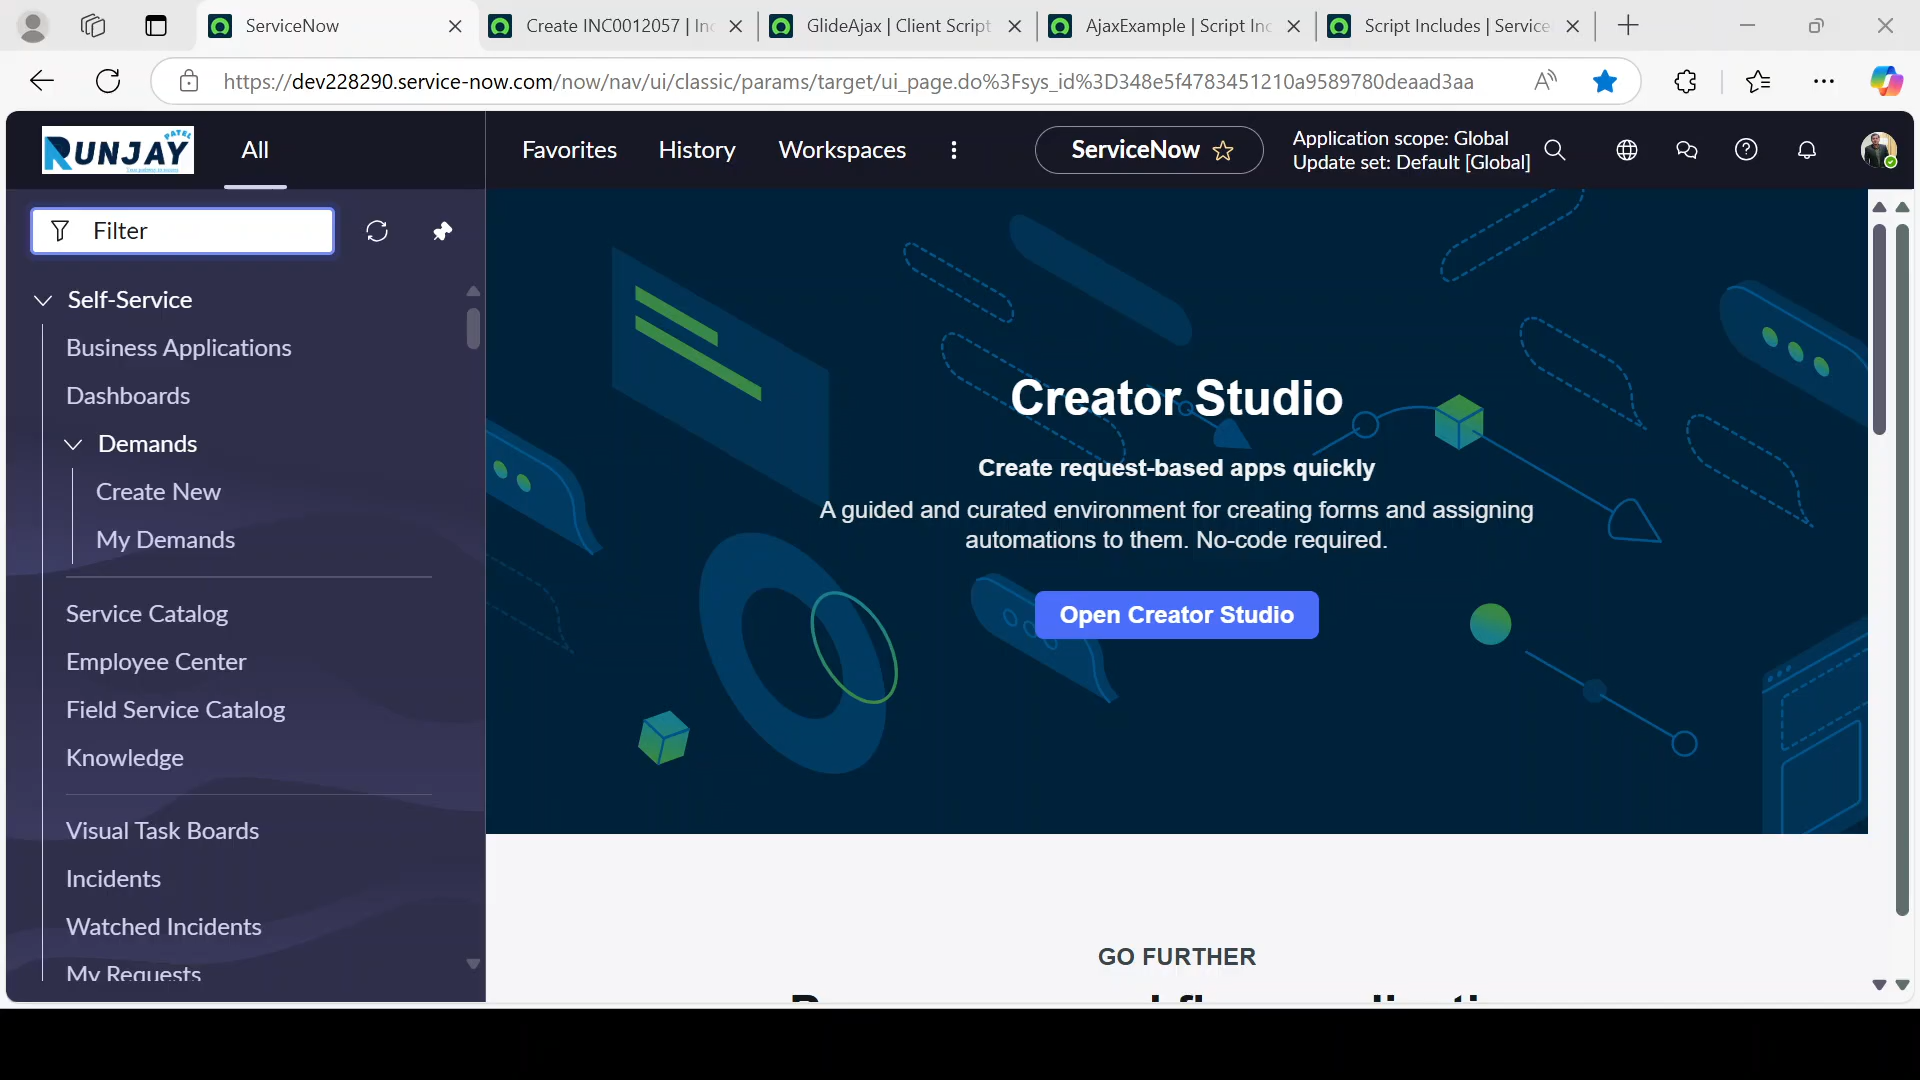 ServiceNow
Create INC0012057 | Inc
GlideAjax | Client Script
AjaxExample | Script Inc
Script Includes | Service
https://dev228290.service-now.com/now/nav/ui/classic/params/target/ui_page.do%3Fsys_id%3D348e5f4783451210a9589780deaad3aa
RUNJAY
PATEL
All
Favorites
History
Workspaces
ServiceNow
Application scope: Global
Update set: Default [Global]
Filter
Self-Service
Business Applications
Dashboards
Demands
Create New
My Demands
Service Catalog
Employee Center
Field Service Catalog
Knowledge
Visual Task Boards
Incidents
Watched Incidents
My Requests
Creator Studio
Create request-based apps quickly
A guided and curated environment for creating forms and assigning
automations to them. No-code required.
Open Creator Studio
GO FURTHER